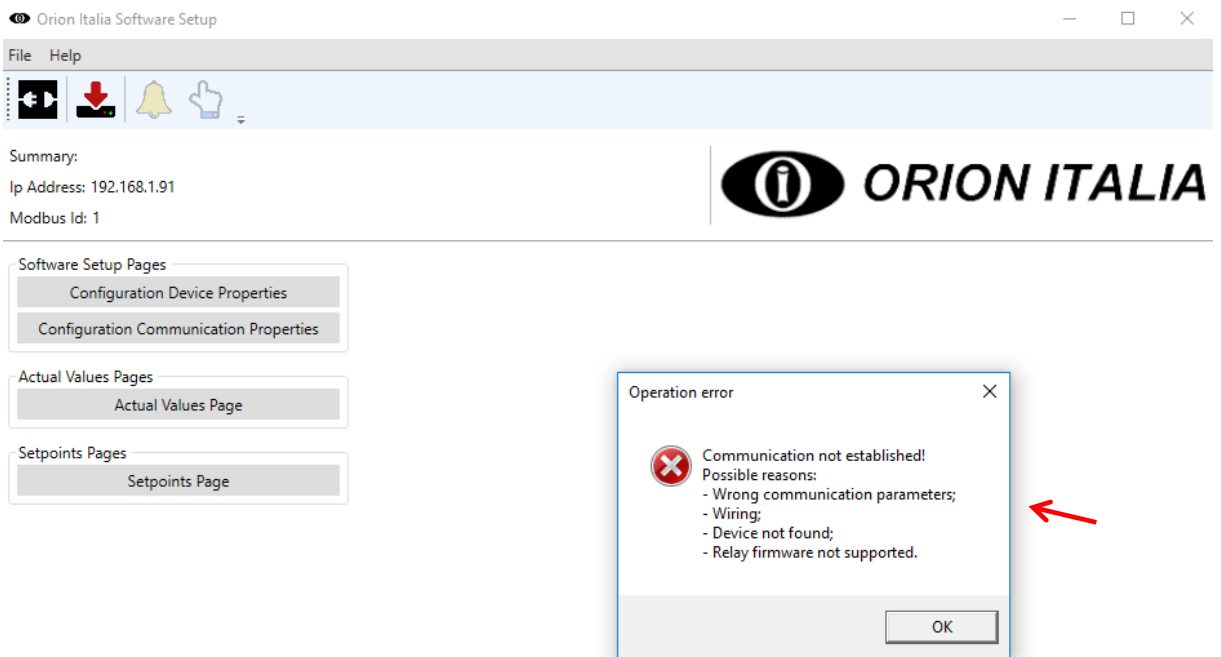 Orion Italia Software Setup
File Help
Summary:
Ip Address: 192.168.1.91
Modbus Id: 1
ORION ITALIA
Software Setup Pages
Configuration Device Properties
Configuration Communication Properties
Actual Values Pages
Actual Values Page
Setpoints Pages
Setpoints Page
Operation error
Communication not established!
Possible reasons:
- Wrong communication parameters;
- Wiring;
- Device not found;
- Relay firmware not supported.
OK